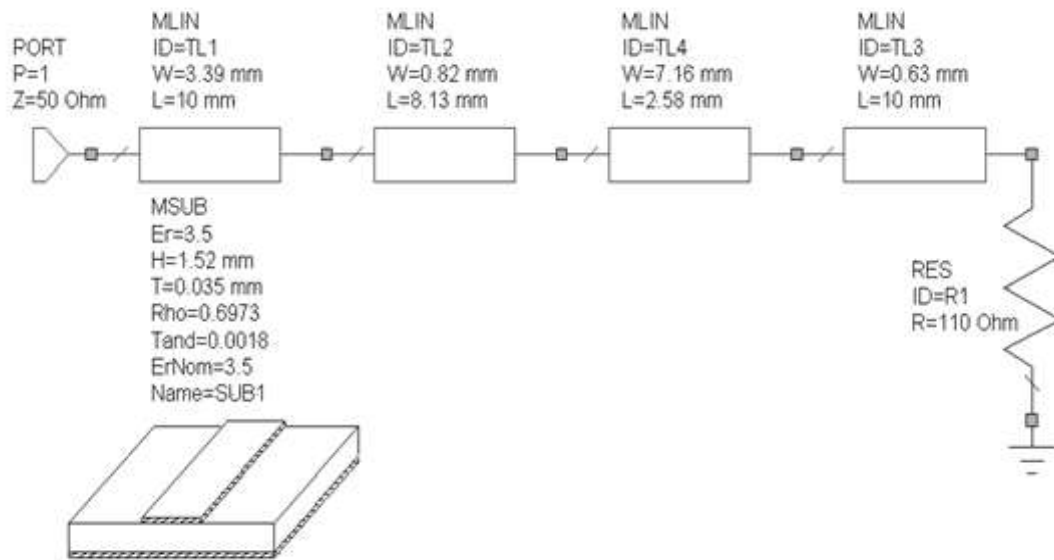 PORT
P=1
Z=50 Ohm
MLIN
ID=TL1
W=3.39 mm
L=10 mm
MLIN
ID=TL2
W=0.82 mm
L=8.13 mm
MLIN
ID=TL4
W=7.16 mm
L=2.58 mm
MLIN
ID=TL3
W=0.63 mm
L=10 mm
MSUB
Er=3.5
H=1.52 mm
T=0.035 mm
Rho=0.6973
Tand=0.0018
ErNom=3.5
Name=SUB1
RES
ID=R1
R=110 Ohm